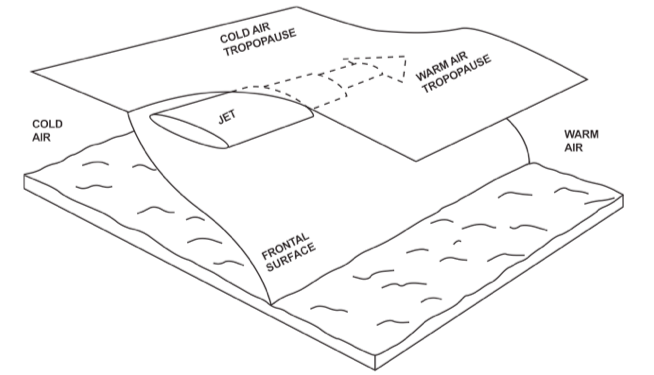 COLD AIR
TROPOPAUSE
WARM AIR
TROPOPAUSE
JET
COLD
AIR
WARM
AIR
FRONTAL
SURFACE